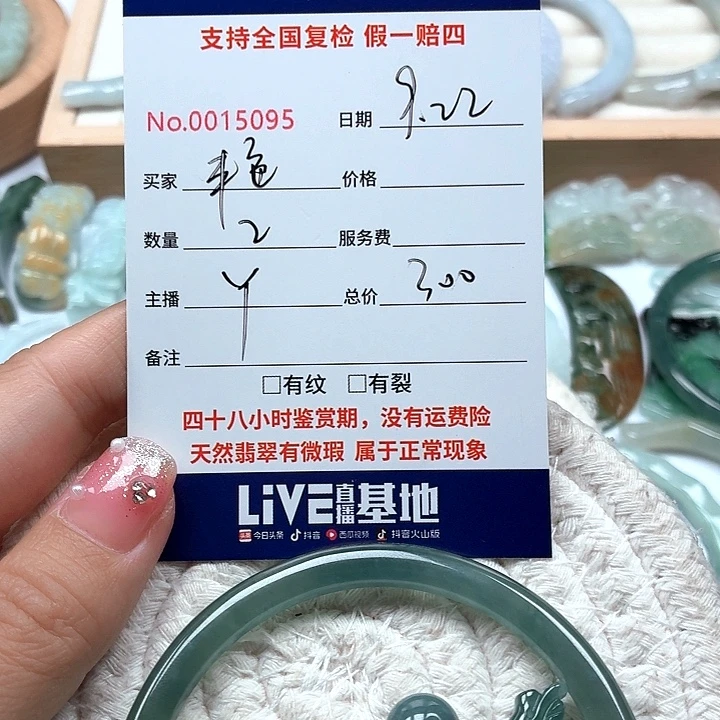 支持全国复检 假一赔四
No.0015095 日期 9.22
买家 价格
数量 2 服务费
主播 Y 总价 300
备注
□有纹 □有裂
四十八小时鉴赏期，没有运费险
天然翡翠有微瑕 属于正常现象
LiVE直播基地
头条 今日头条 抖音 西瓜视频 抖音火山版